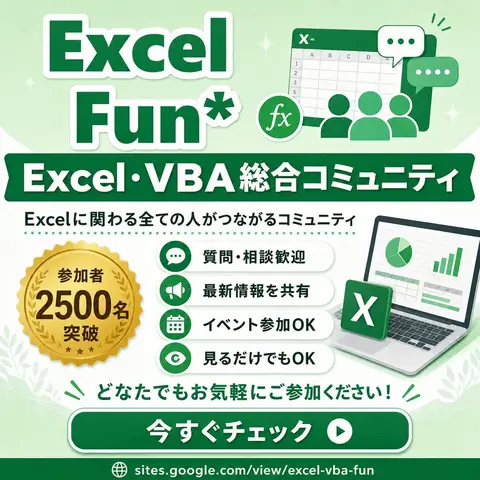 Excel
Fun*
X-
fx
Excel・VBA 総合コミュニティ
Excelに関わる全ての人がつながるコミュニティ
参加者
2500名
突破
質問・相談歓迎
最新情報を共有
イベント参加OK
見るだけでもOK
X
どなたでもお気軽にご参加ください!
今すぐチェック
sites.google.com/view/excel-vba-fun